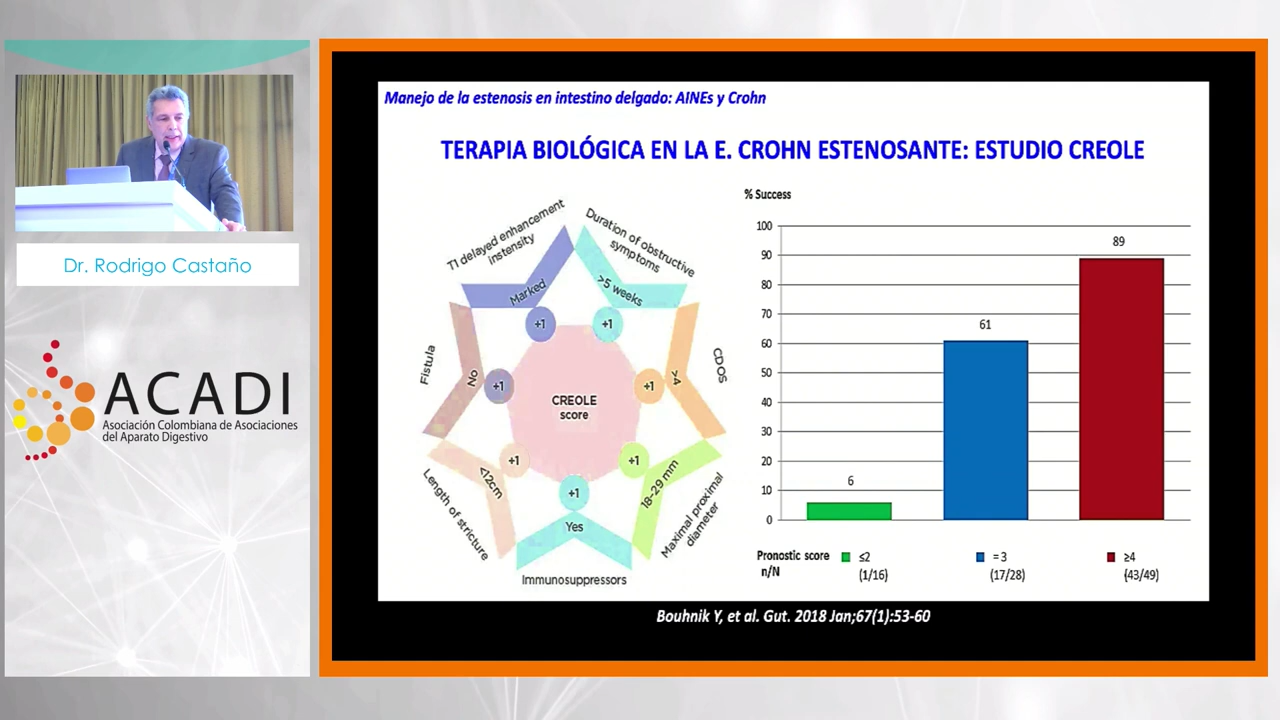 Dr. Rodrigo Castaño
ACADI
Asociación Colombiana de Asociaciones
del Aparato Digestivo
Manejo de la estenosis en intestino delgado: AINEs y Crohn
TERAPIA BIOLÓGICA EN LA E. CROHN ESTENOSANTE: ESTUDIO CREOLE
T1 delayed enhancement
instensity
Marked
+1
Duration of obstructive
symptoms
>5 weeks
+1
CDOS
>4
+1
Maximal proximal
diameter
18-29 mm
+1
Immunosuppressors
Yes
+1
Length of stricture
<12cm
+1
Fistula
No
+1
CREOLE
score
% Success
100
90
80
70
60
50
40
30
20
10
0
6
61
89
Pronostic score
n/N
≤2
(1/16)
=3
(17/28)
≥4
(43/49)
Bouhnik Y, et al. Gut. 2018 Jan;67(1):53-60